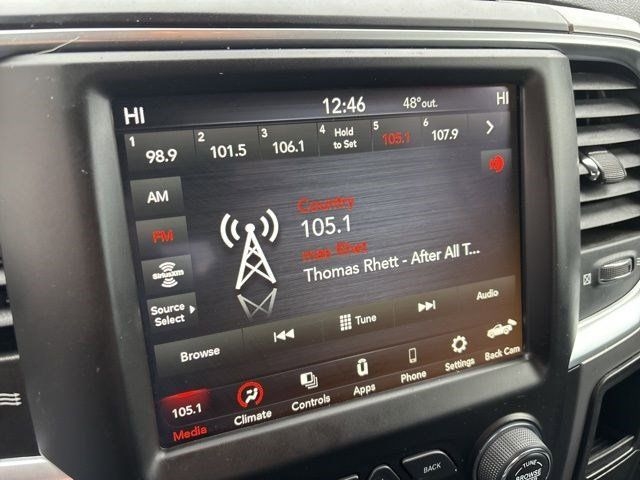 HI 12:46 48°out. HI
1 98.9 2 101.5 3 106.1 4 Hold to Set 5 105.1 6 107.9
AM
FM
SiriusXM
Source Select
Country
105.1
Thomas Rhett - After All T...
Browse Tune Audio
105.1
Media Climate Controls Apps Phone Settings Back Cam
BACK
TUNE
BROWSE